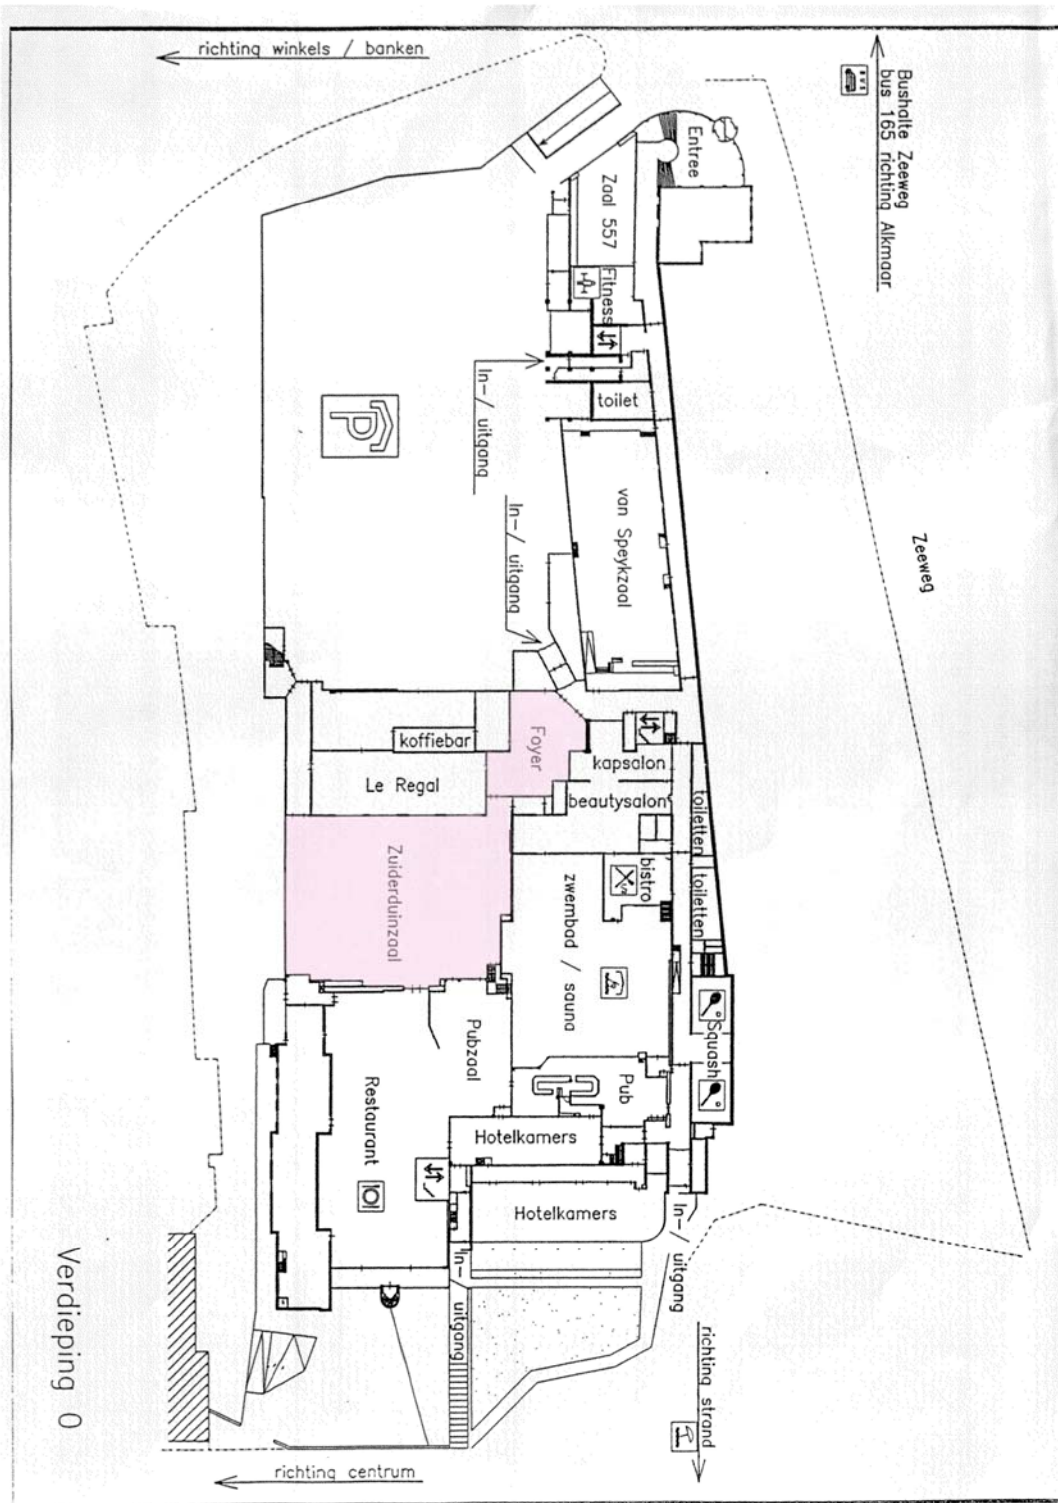 richting winkels / banken
Bushalte Zeeweg
bus 165 richting Alkmaar
BUS
Entree
Zaal 557
Fitness
toilet
In-/ uitgang
In-/ uitgang
P
van Speykzaal
Zeeweg
Foyer
koffiebar
Le Regal
kapsalon
beautysalon
toiletten
toiletten
bistro
Zuiderduinzaal
zwembad / sauna
Squash
Pubzaal
Pub
Restaurant
Hotelkamers
Hotelkamers
In-/ uitgang
In-/ uitgang
richting strand
richting centrum
Verdieping 0